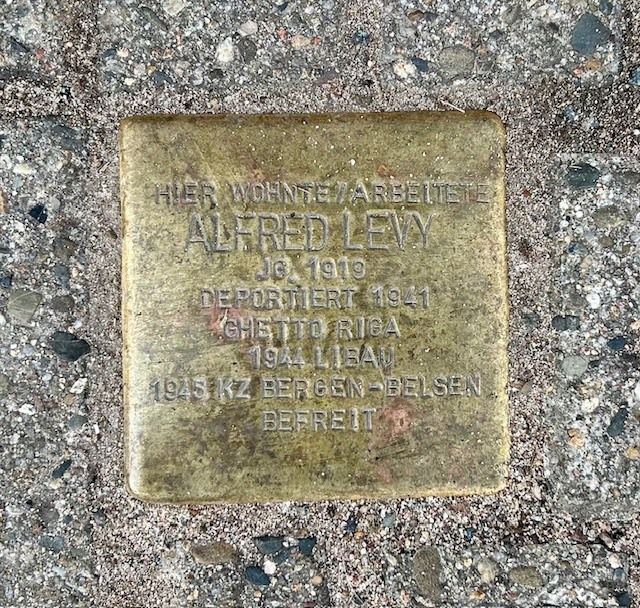 HIER WOHNTE/ARBEITETE
ALFRED LEVY
JG. 1919
DEPORTIERT 1941
GHETTO RIGA
1944 LIBAU
1945 KZ BERGEN-BELSEN
BEFREIT